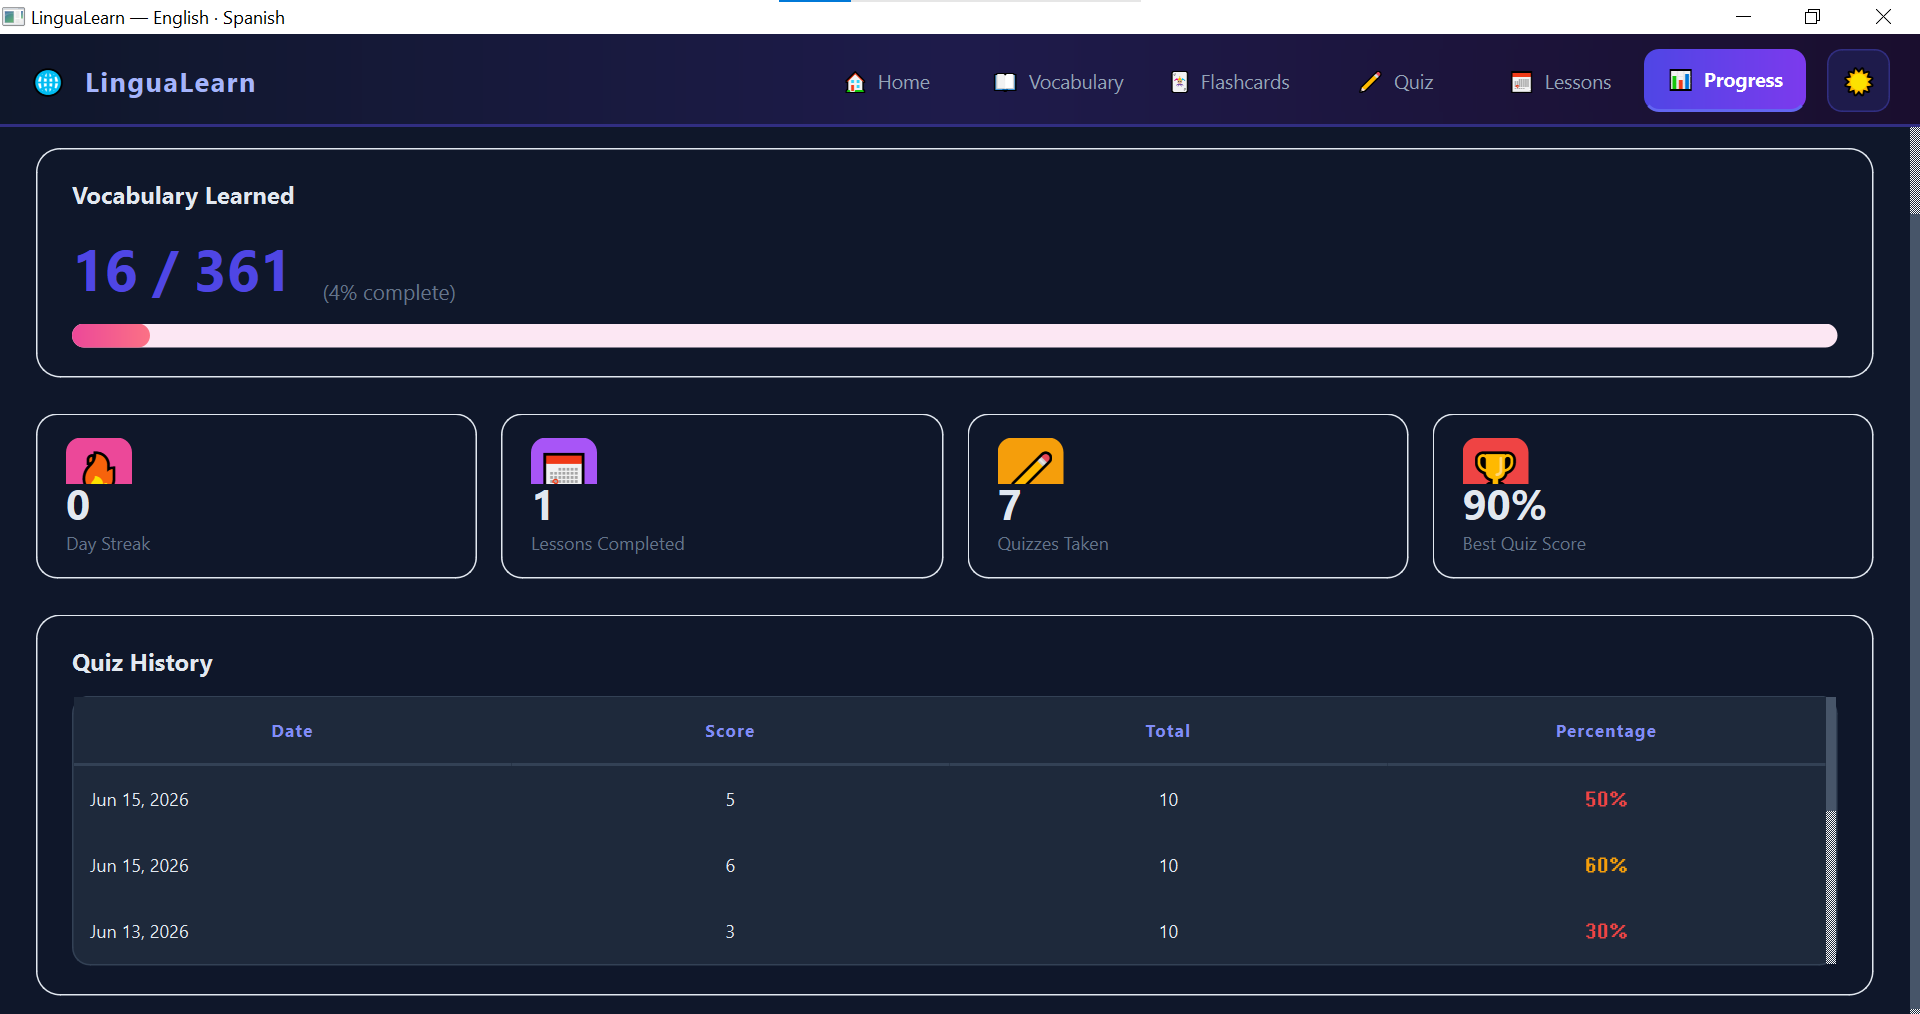 LinguaLearn — English · Spanish
LinguaLearn
Home
Vocabulary
Flashcards
Quiz
Lessons
Progress
Vocabulary Learned
16 / 361
(4% complete)
0
Day Streak
1
Lessons Completed
7
Quizzes Taken
90%
Best Quiz Score
Quiz History
Date Score Total Percentage
Jun 15, 2026 5 10 50%
Jun 15, 2026 6 10 60%
Jun 13, 2026 3 10 30%